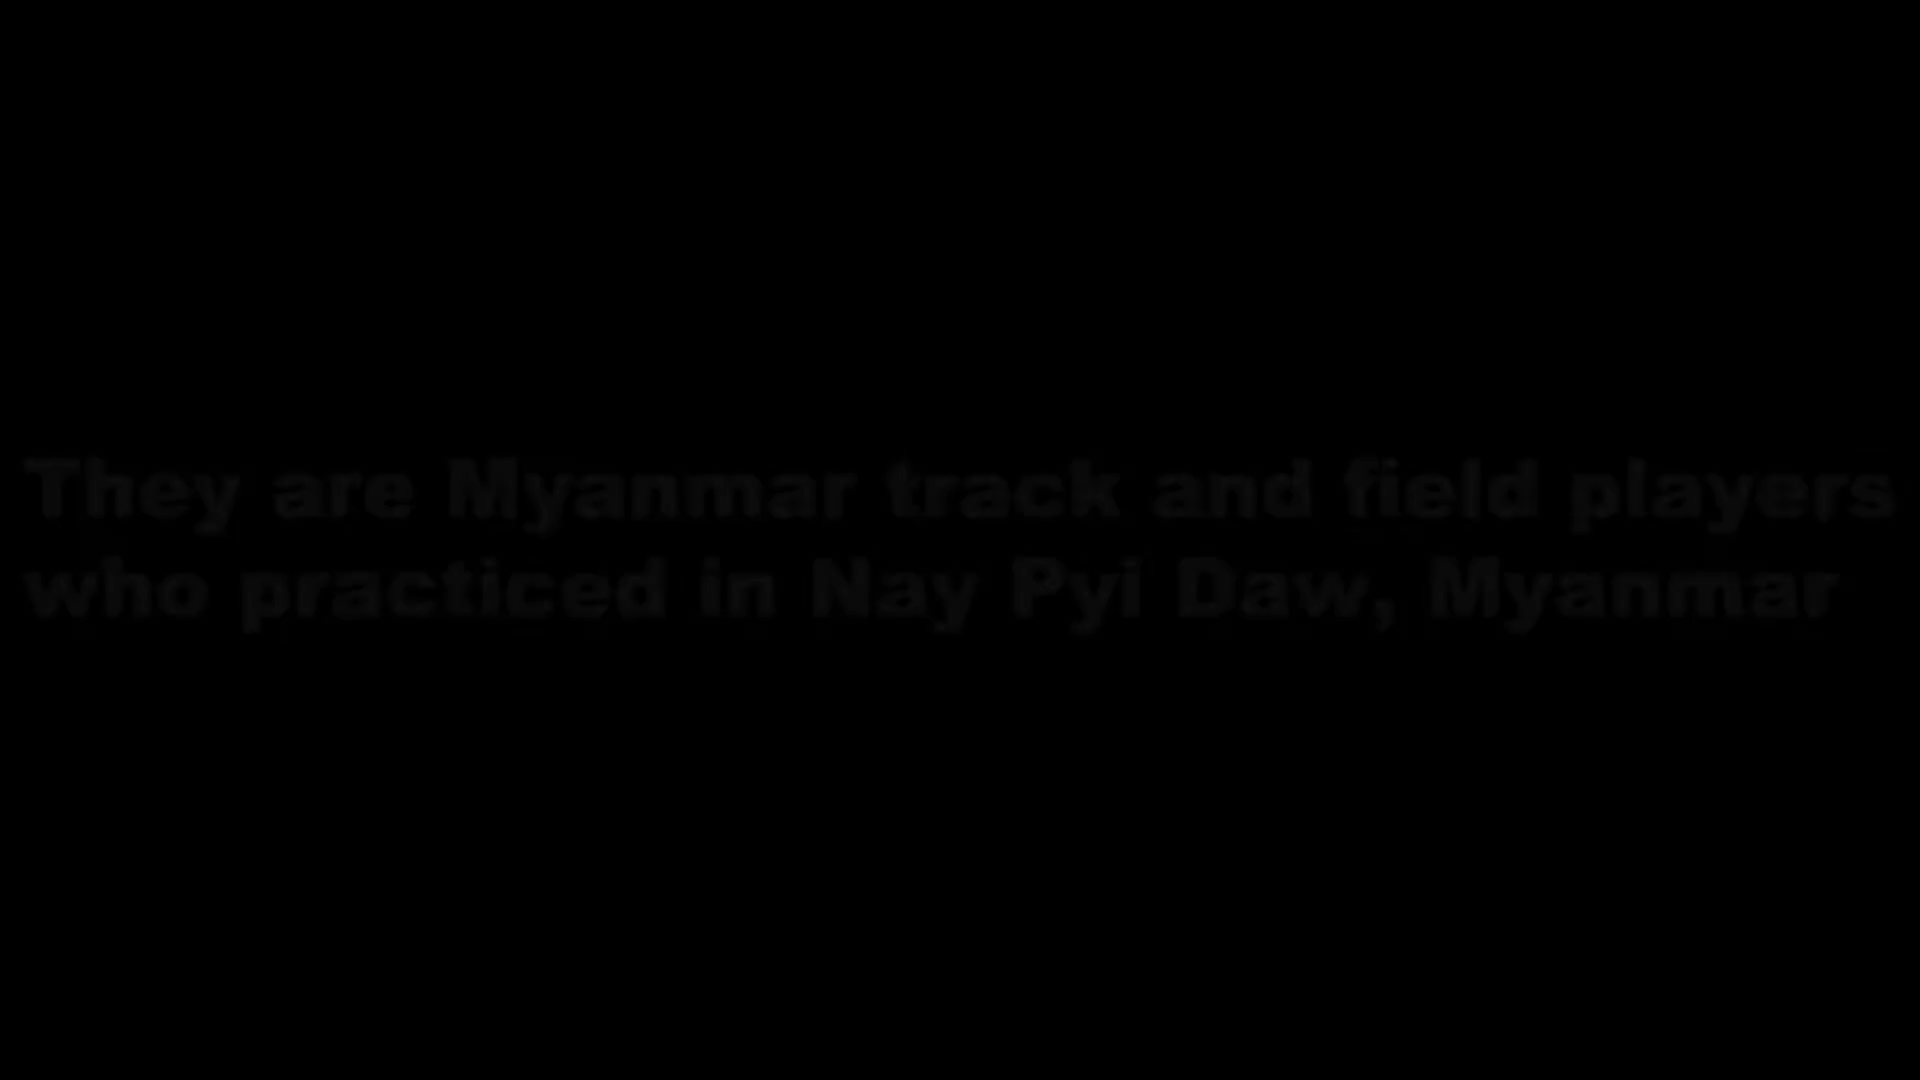 They are Myanmar track and field players
who practiced in Nay Pyi Daw, Myanmar